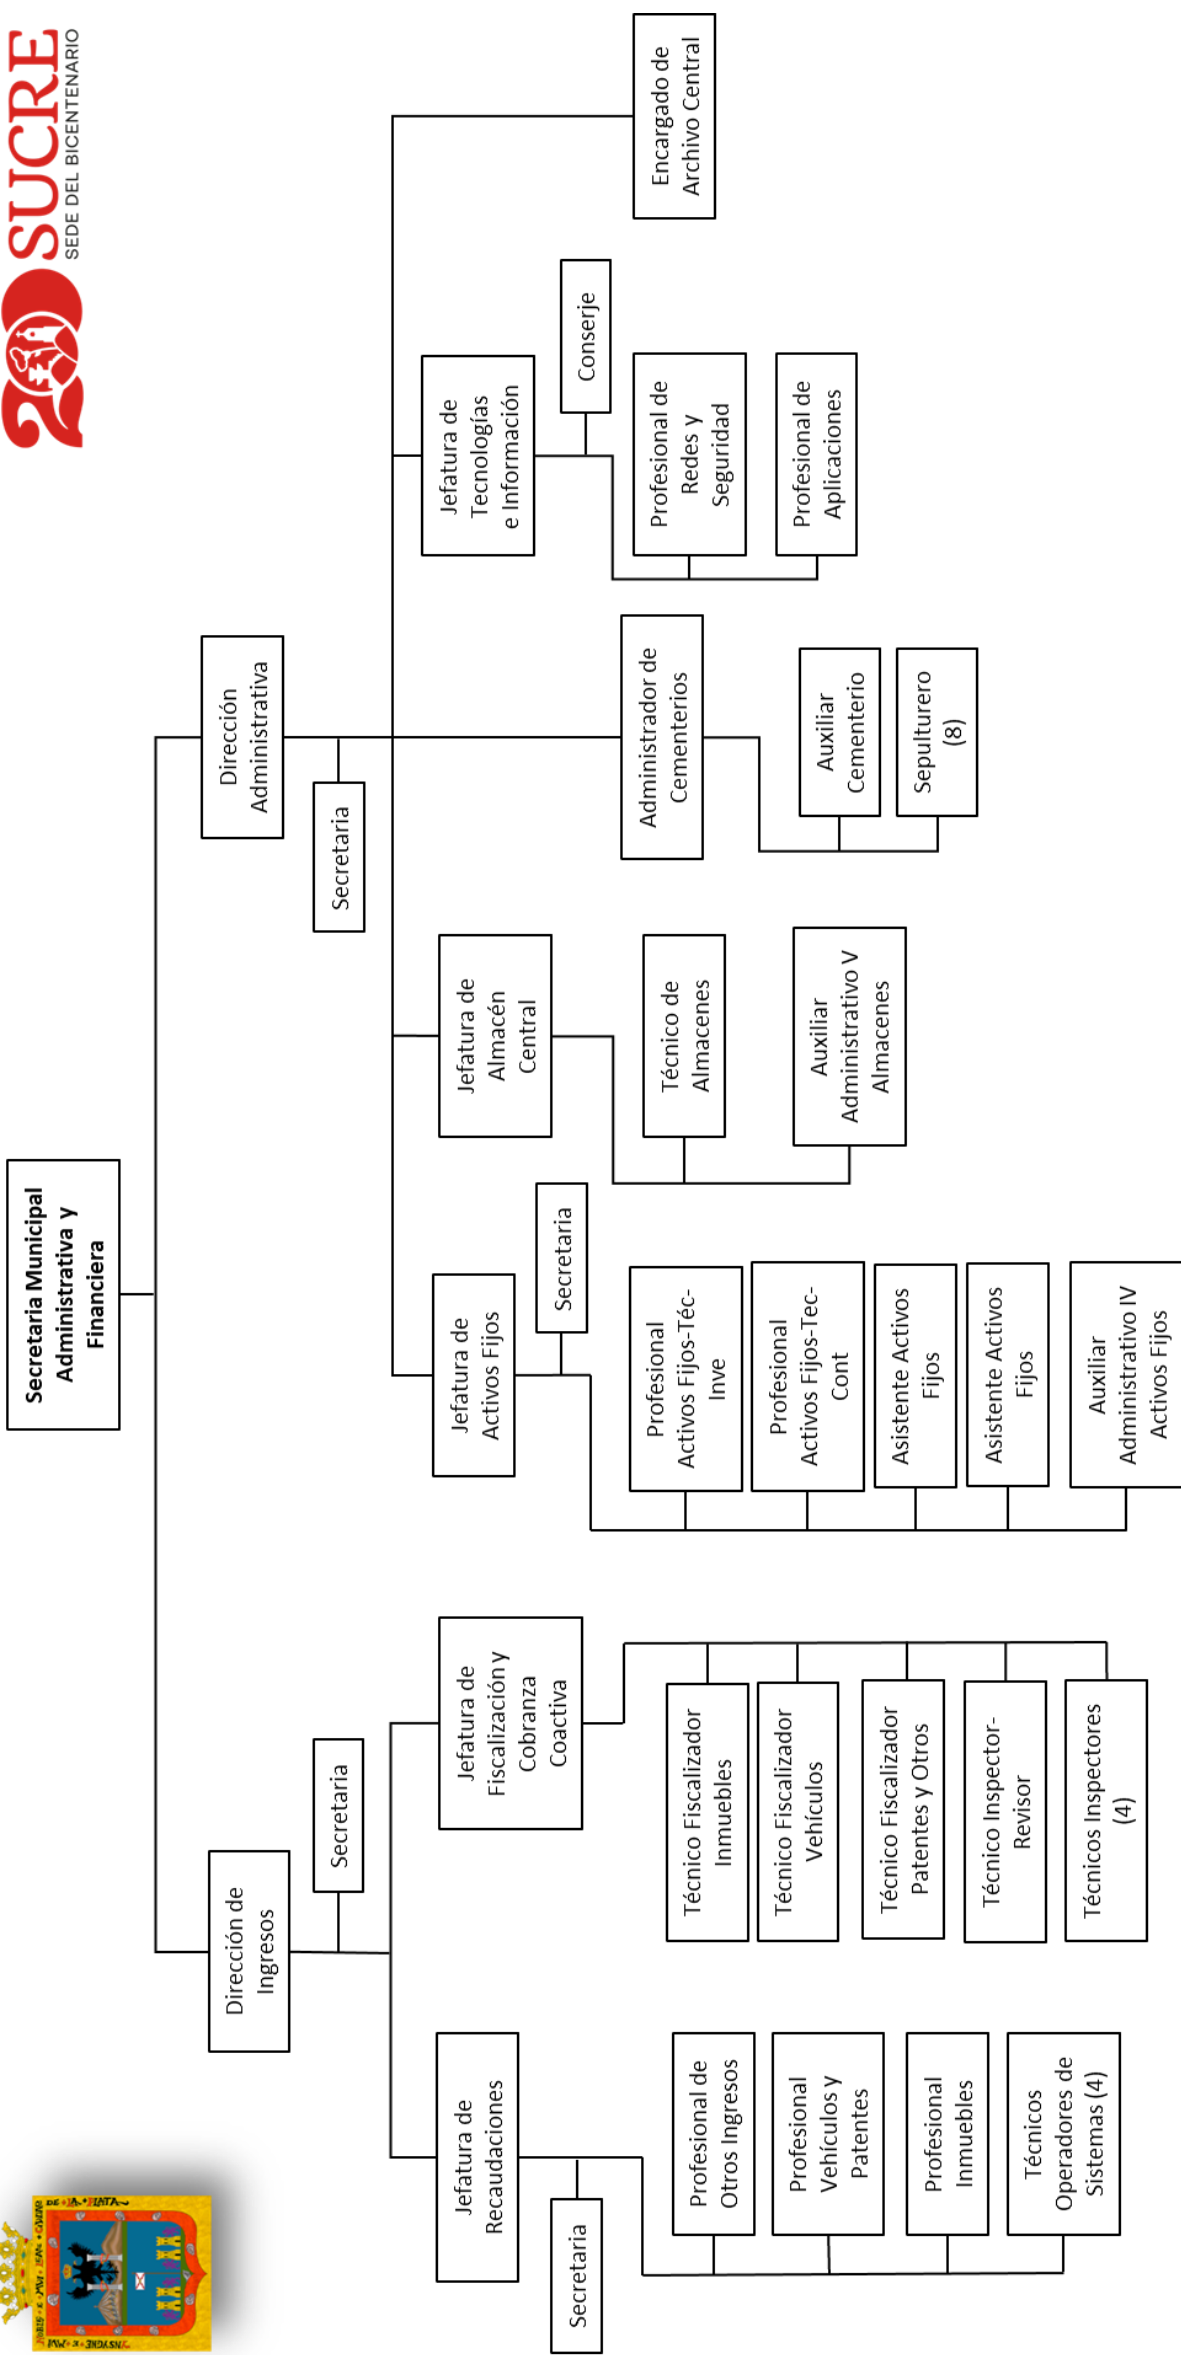 SUCRE
SEDE DEL BICENTENARIO
Secretaria Municipal
Administrativa y
Financiera
Dirección de
Ingresos
Secretaria
Jefatura de
Recaudaciones
Secretaria
Profesional de
Otros Ingresos
Profesional
Vehículos y
Patentes
Profesional
Inmuebles
Técnicos
Operadores de
Sistemas (4)
Jefatura de
Fiscalización y
Cobranza
Coactiva
Técnico Fiscalizador
Inmuebles
Técnico Fiscalizador
Vehículos
Técnico Fiscalizador
Patentes y Otros
Técnico Inspector-
Revisor
Técnicos Inspectores
(4)
Dirección
Administrativa
Secretaria
Jefatura de
Activos Fijos
Secretaria
Profesional
Activos Fijos-Téc-
Inve
Profesional
Activos Fijos-Tec-
Cont
Asistente Activos
Fijos
Asistente Activos
Fijos
Auxiliar
Administrativo IV
Activos Fijos
Jefatura de
Almacén
Central
Técnico de
Almacenes
Auxiliar
Administrativo V
Almacenes
Administrador de
Cementerios
Auxiliar
Cementerio
Sepulturero
(8)
Jefatura de
Tecnologías
e Información
Conserje
Profesional de
Redes y
Seguridad
Profesional de
Aplicaciones
Encargado de
Archivo Central